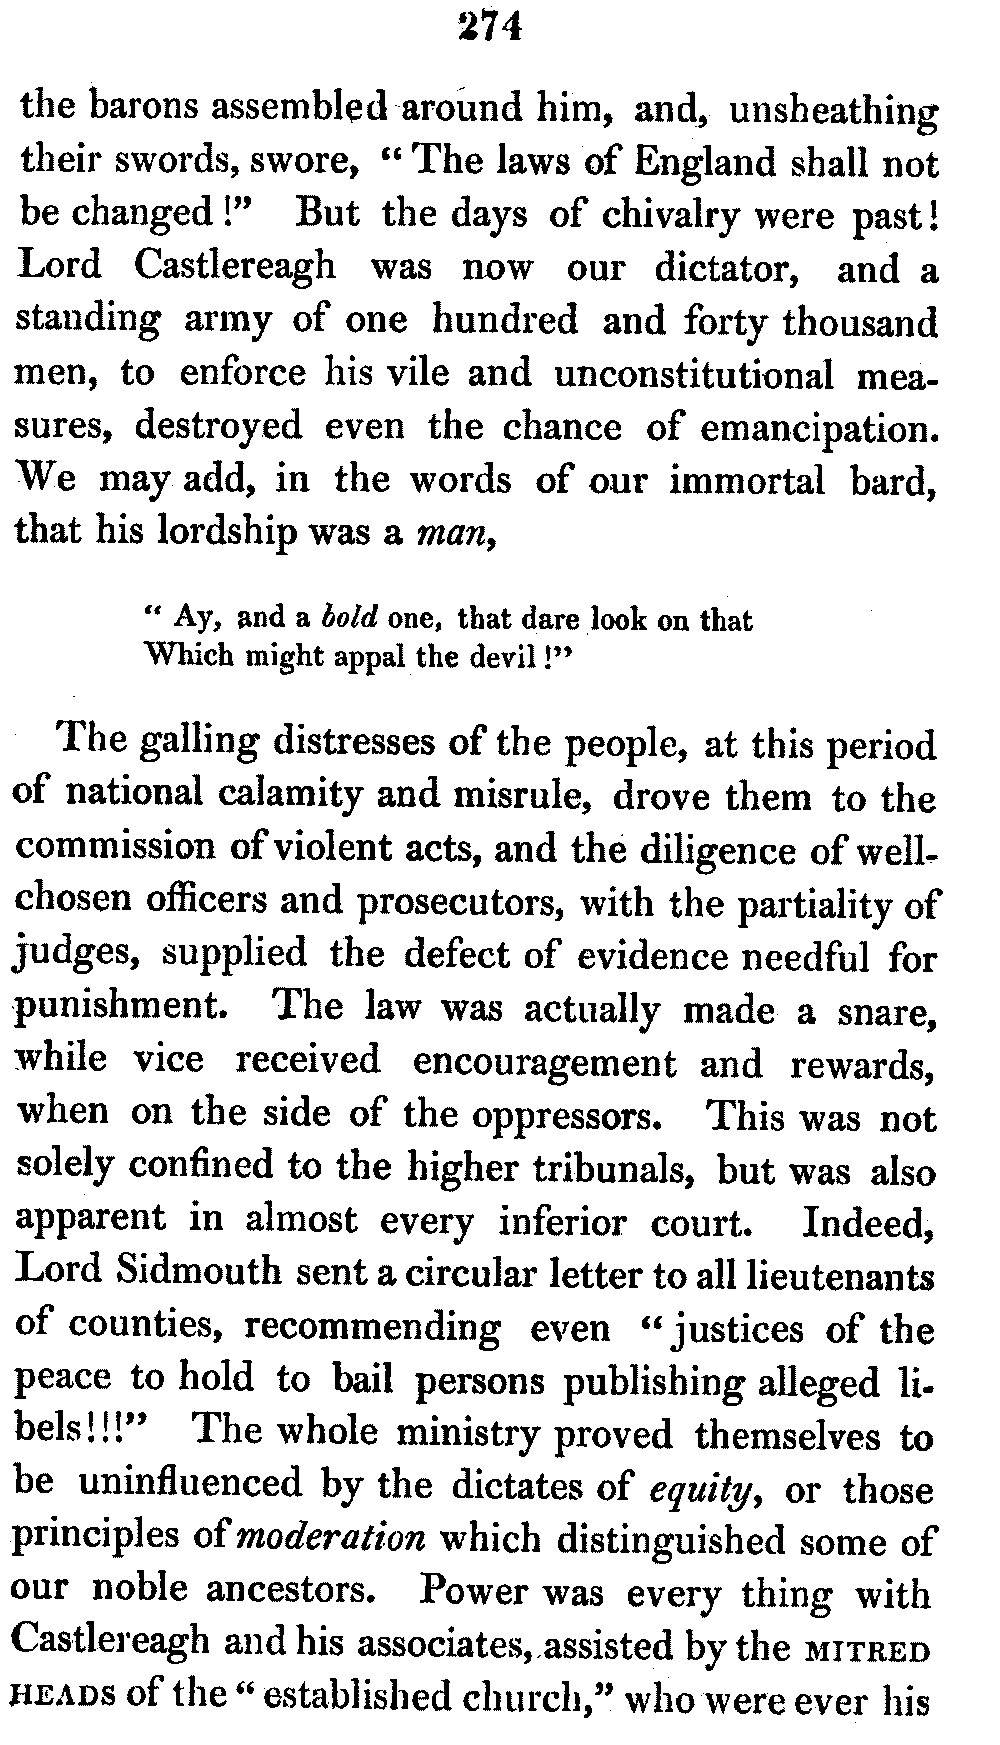 274
the barons assembled around him, and, unsheathing
their swords, swore, “ The laws of England shall not
be changed !” But the days of chivalry were past!
Lord Castlereagh was now our dictator, and a
standing army of one hundred and forty thousand
men, to enforce his vile and unconstitutional mea-
sures, destroyed even the chance of emancipation.
We may add, in the words of our immortal bard,
that his lordship was a man,
“ Ay, and a bold one, that dare look on that
Which might appal the devil !”
The galling distresses of the people, at this period
of national calamity and misrule, drove them to the
commission of violent acts, and the diligence of well-
chosen officers and prosecutors, with the partiality of
judges, supplied the defect of evidence needful for
punishment. The law was actually made a snare,
while vice received encouragement and rewards,
when on the side of the oppressors. This was not
solely confined to the higher tribunals, but was also
apparent in almost every inferior court. Indeed,
Lord Sidmouth sent a circular letter to all lieutenants
of counties, recommending even “ justices of the
peace to hold to bail persons publishing alleged li-
bels!!!” The whole ministry proved themselves to
be uninfluenced by the dictates of equity, or those
principles of moderation which distinguished some of
our noble ancestors. Power was every thing with
Castlereagh and his associates, assisted by the MITRED
HEADS of the “ established church,” who were ever his